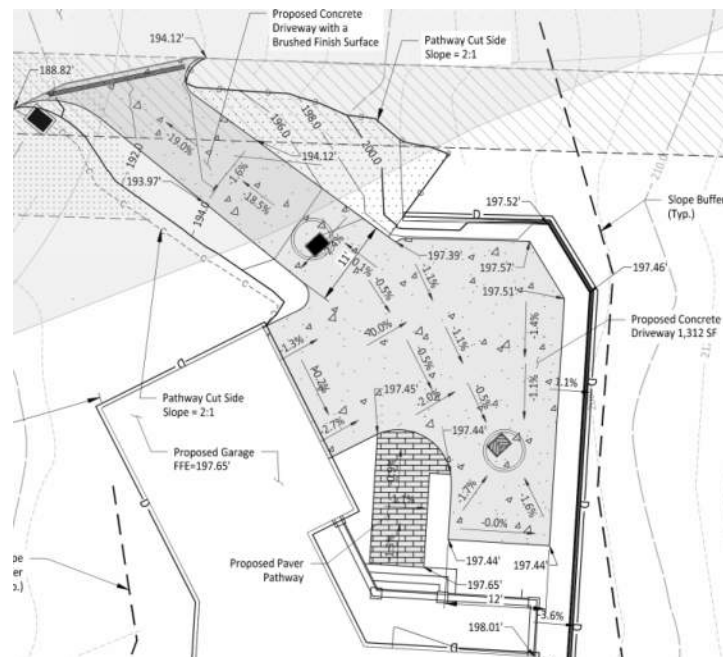 Proposed Concrete
Driveway with a
Brushed Finish Surface
194.12'
Pathway Cut Side
Slope = 2:1
188.82'
196.0
198.0
200.0
-19.0%
192.0
194.12'
193.97'
194.0
-1.6%
-18.5%
210.0
Slope Buffer
(Typ.)
197.52'
197.39'
197.57'
197.46'
197.51'
11'
0.1%
-0.5%
-1.1%
-0.0%
-1.1%
-1.4%
Proposed Concrete
Driveway 1,312 SF
-1.3%
-0.5%
-1.1%
1.1%
197.45'
-0.5%
-2.0%
-2.7%
197.44'
Pathway Cut Side
Slope = 2:1
Proposed Garage
FFE=197.65'
-1.7%
-1.6%
-0.0%
Proposed Paver
Pathway
197.44'
197.44'
197.65'
12'
-3.6%
198.01'